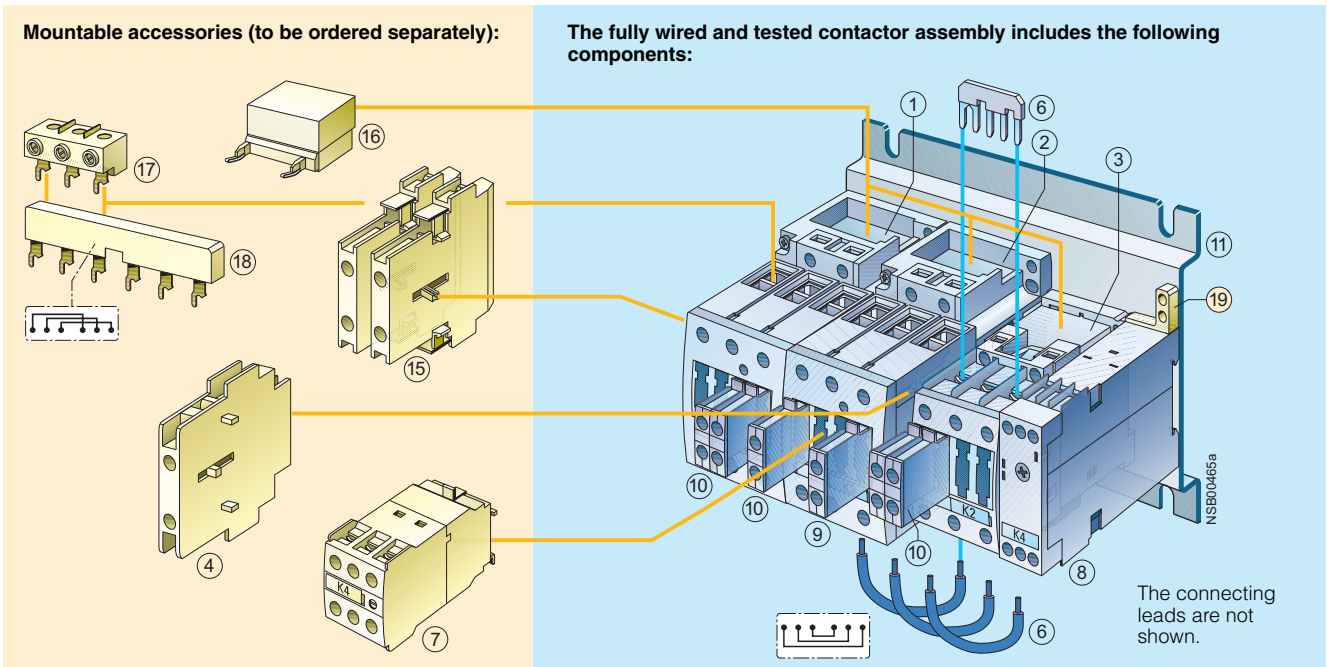 Mountable accessories (to be ordered separately):
The fully wired and tested contactor assembly includes the following
components:
16
17
18
15
4
K4
7
1
6
2
3
11
19
10
10
9
10
K2
K4
8
6
NSB00465a
The connecting
leads are not
shown.